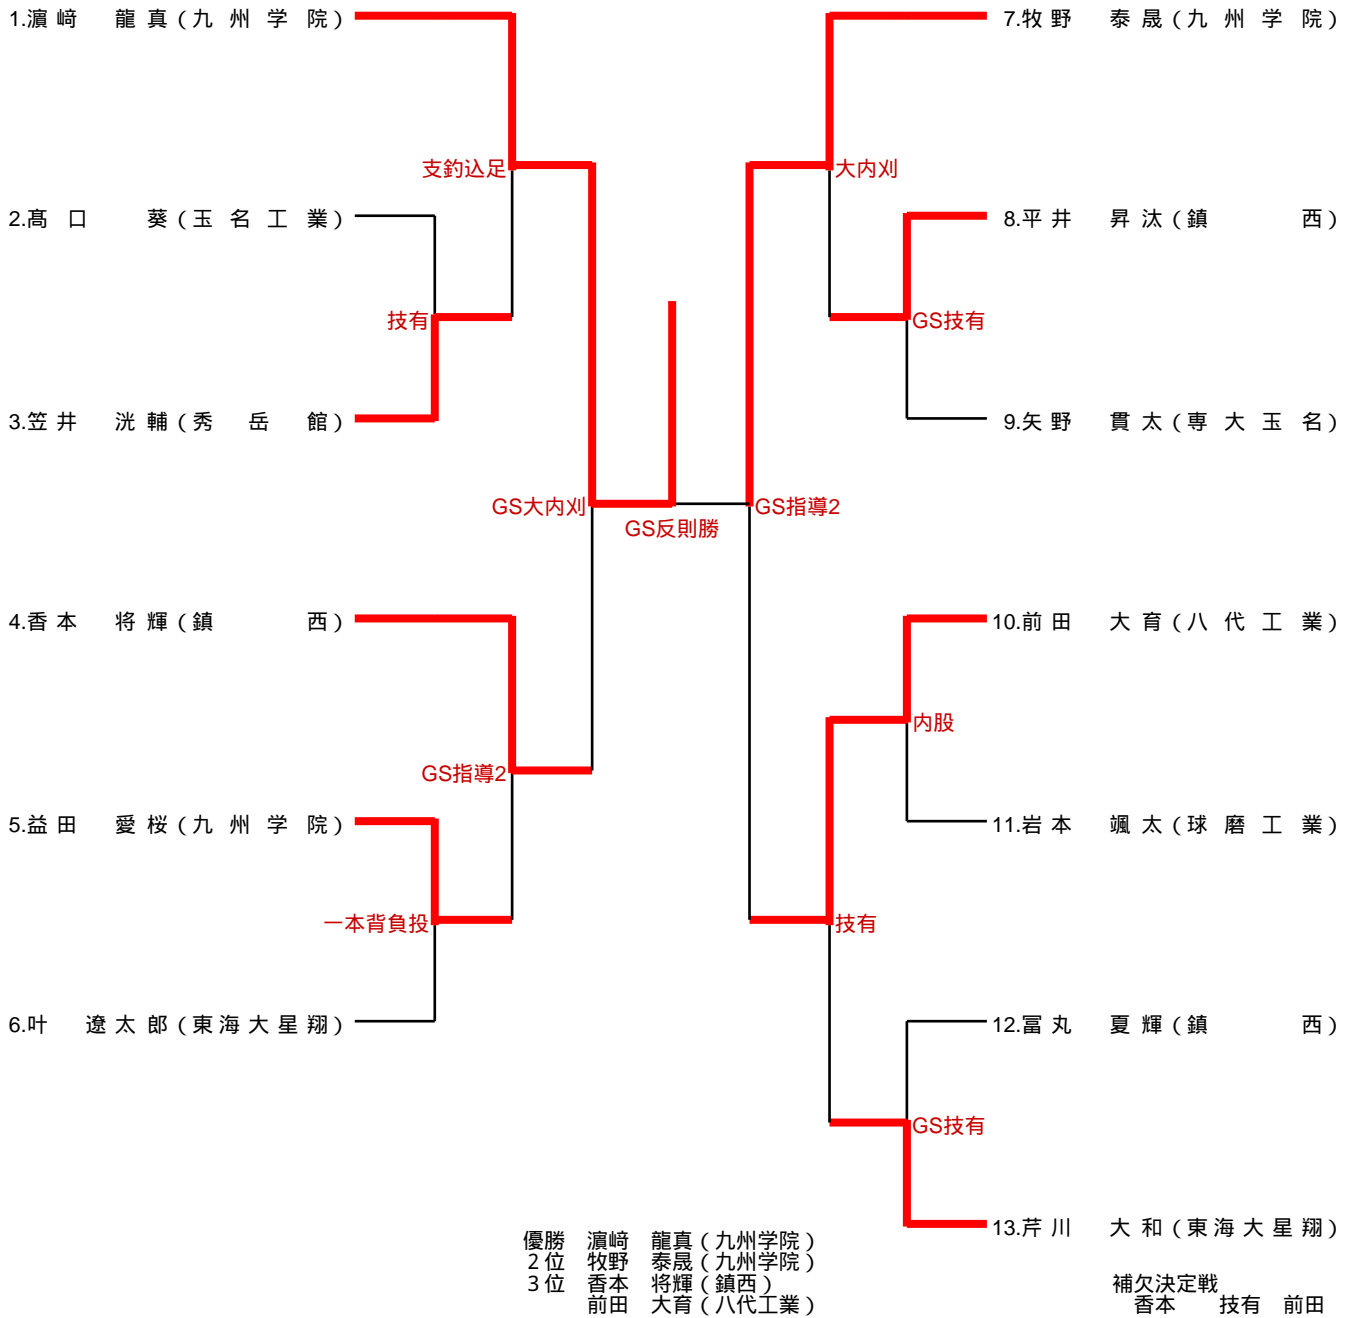 1.濵﨑 龍真(九州学院)
7.牧野 泰晟(九州学院)
支釣込足
大内刈
2.髙口 葵(玉名工業)
8.平井 昇汰(鎮西)
技有
GS技有
3.笠井 洸輔(秀岳館)
9.矢野 貫太(専大玉名)
GS大内刈
GS反則勝
GS指導2
4.香本 将輝(鎮西)
10.前田 大育(八代工業)
内股
GS指導2
5.益田 愛桜(九州学院)
11.岩本 颯太(球磨工業)
一本背負投
技有
6.叶 遼太郎(東海大星翔)
12.冨丸 夏輝(鎮西)
GS技有
13.芹川 大和(東海大星翔)
優勝 濵﨑 龍真(九州学院)
2位 牧野 泰晟(九州学院)
3位 香本 将輝(鎮西)
前田 大育(八代工業)
補欠決定戦
香本 技有 前田